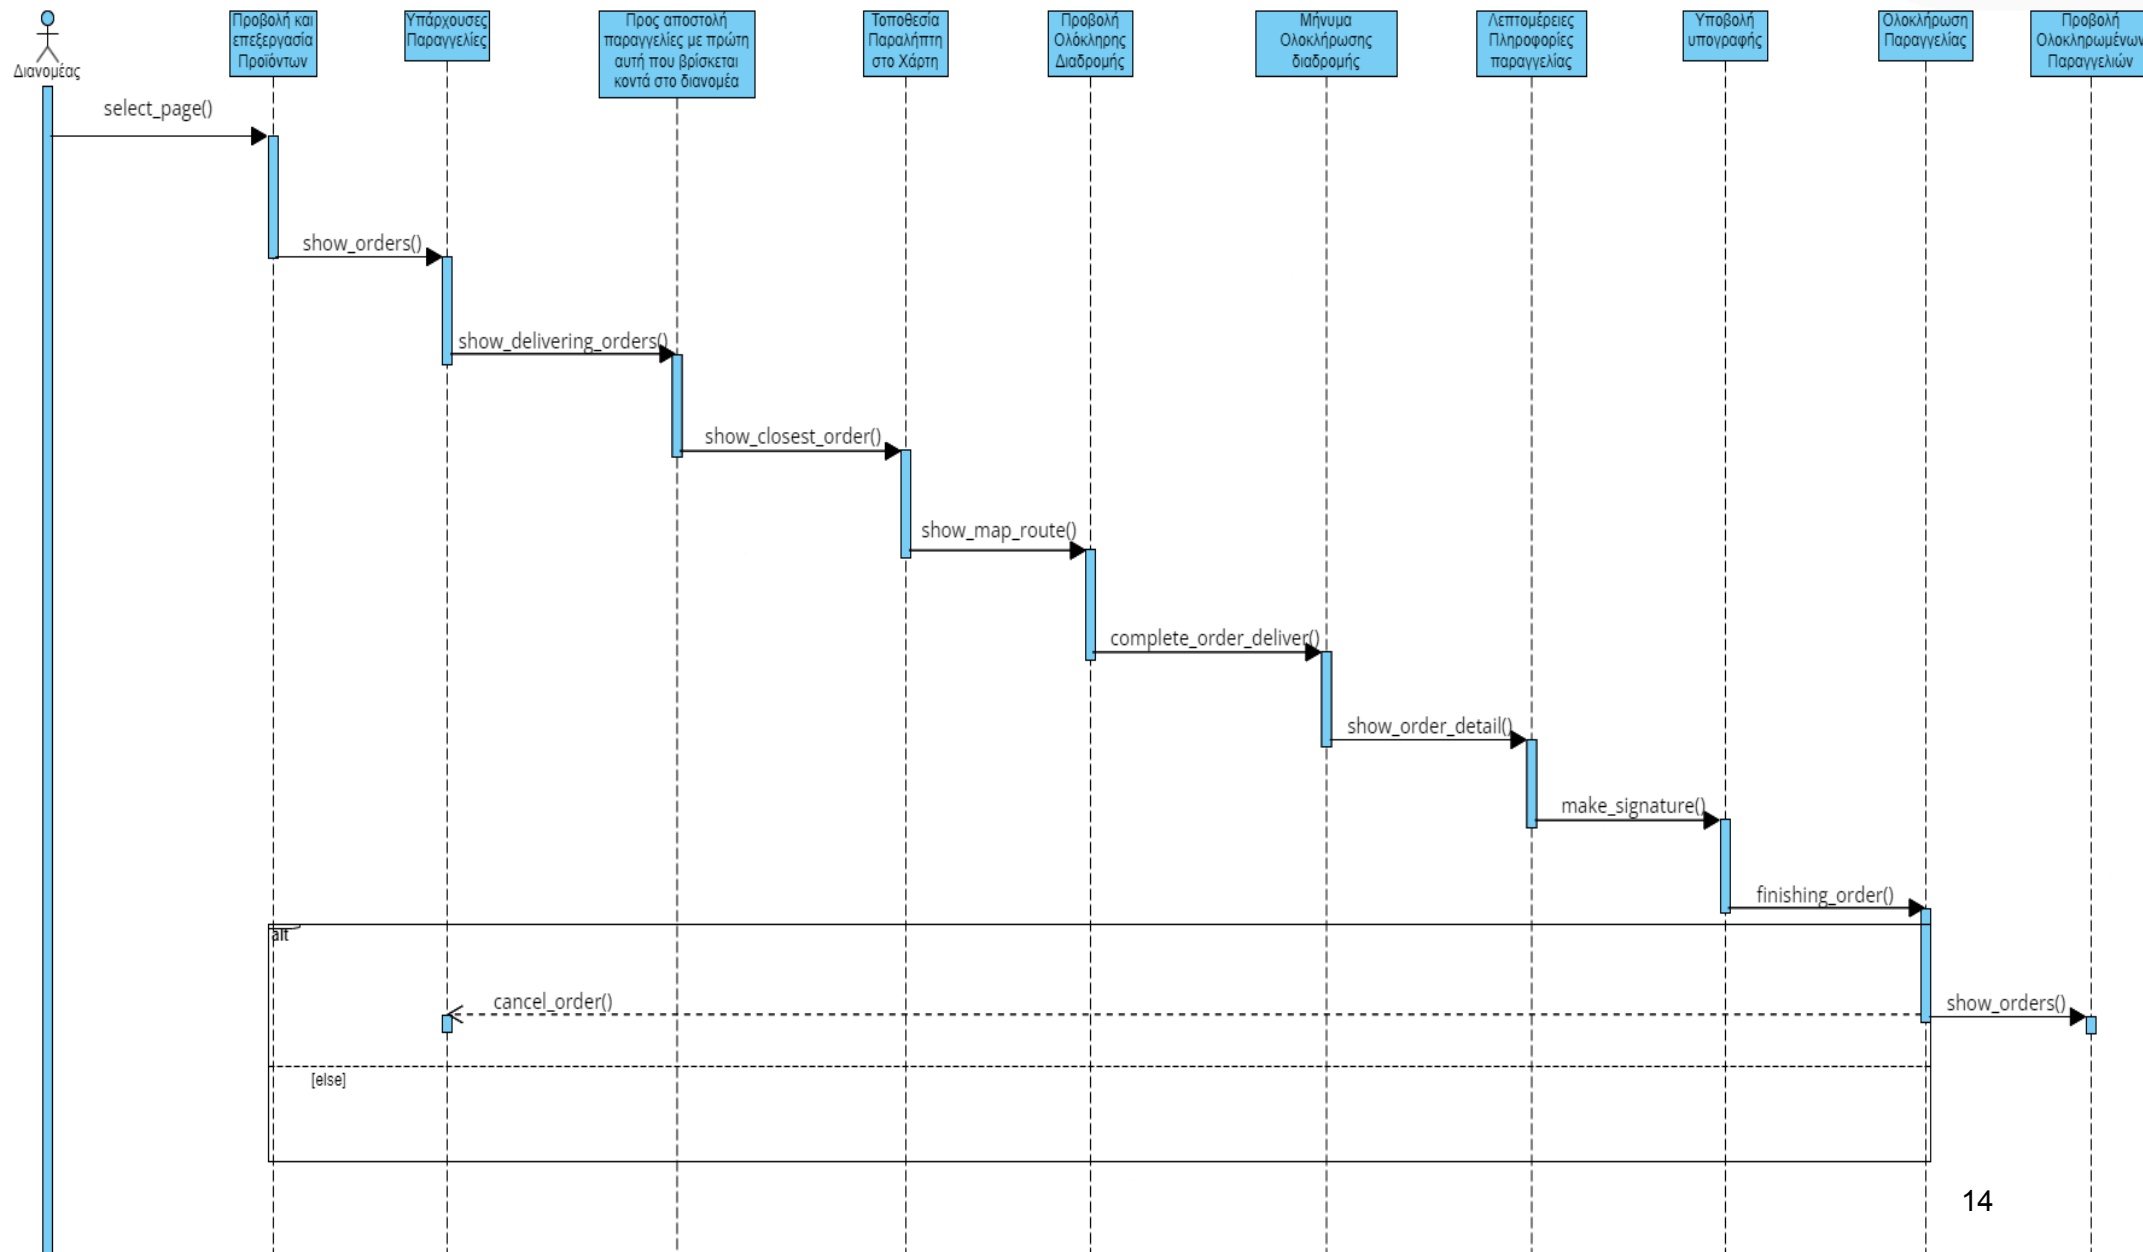 Διανομέας
Προβολή και
επεξεργασία
Προϊόντων
Υπάρχουσες
Παραγγελίες
Προς αποστολή
παραγγελίες με πρώτη
αυτή που βρίσκεται
κοντά στο διανομέα
Τοποθεσία
Παραλήπτη
στο Χάρτη
Προβολή
Ολόκληρης
Διαδρομής
Μήνυμα
Ολοκλήρωσης
διαδρομής
Λεπτομέρειες
Πληροφορίες
παραγγελίας
Υποβολή
υπογραφής
Ολοκλήρωση
Παραγγελίας
Προβολή
Ολοκληρωμένων
Παραγγελιών
select_page()
show_orders()
show_delivering_orders()
show_closest_order()
show_map_route()
complete_order_deliver()
show_order_detail()
make_signature()
finishing_order()
alt
cancel_order()
show_orders()
[else]
14